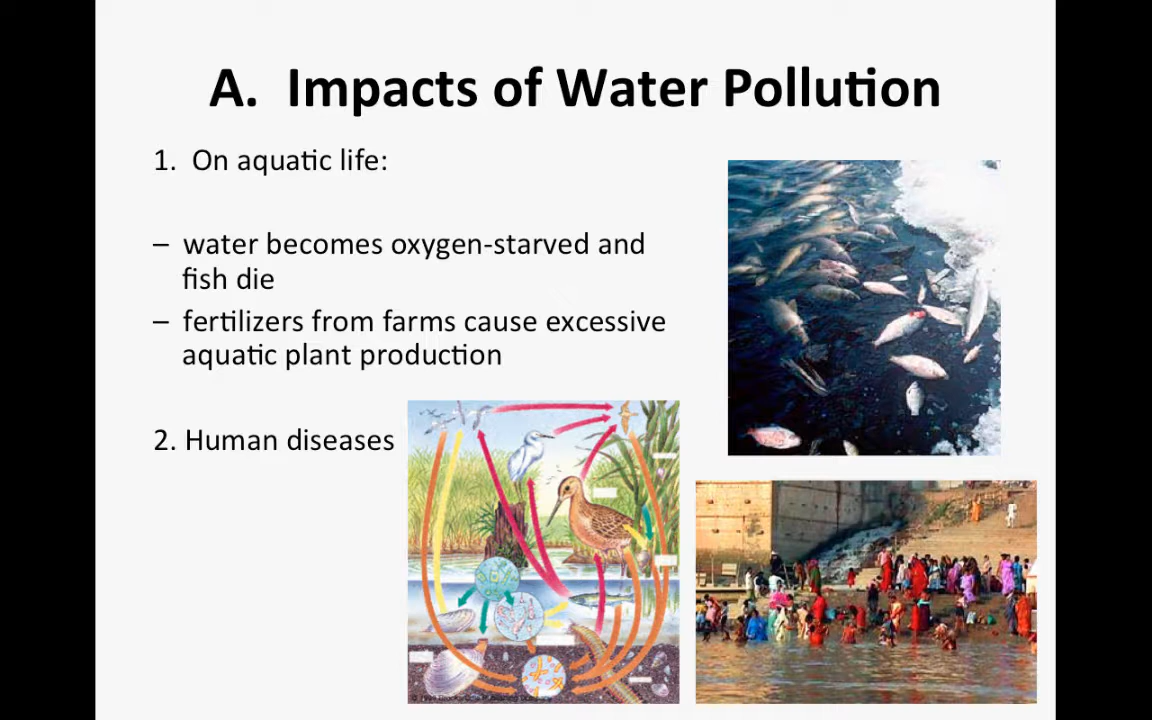 A. Impacts of Water Pollution
1. On aquatic life:
– water becomes oxygen-starved and
fish die
– fertilizers from farms cause excessive
aquatic plant production
2. Human diseases